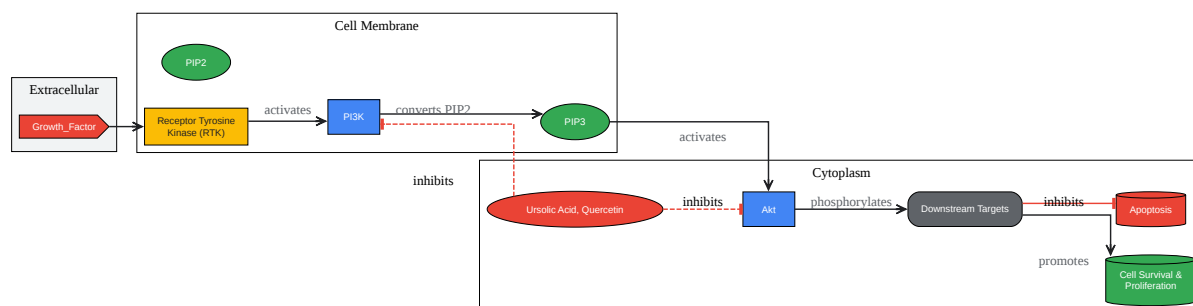 Cell Membrane
PIP2
Extracellular
Growth_Factor
Receptor Tyrosine
Kinase (RTK)
activates
PI3K
converts PIP2
PIP3
activates
inhibits
Cytoplasm
Ursolic Acid, Quercetin
inhibits
Akt
phosphorylates
Downstream Targets
inhibits
Apoptosis
promotes
Cell Survival &
Proliferation